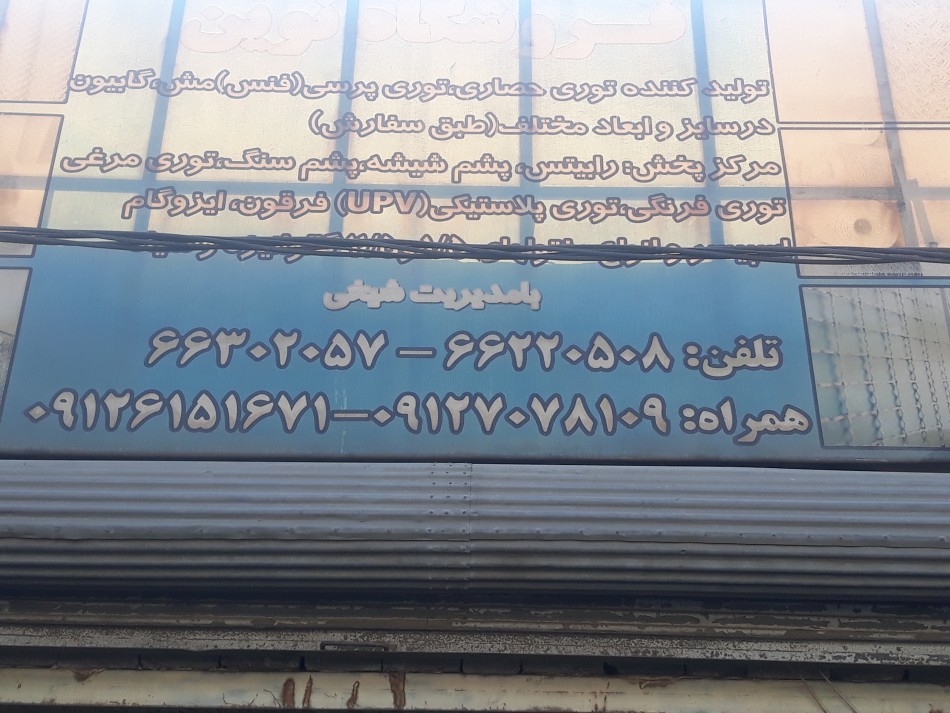 فروشگاه نوین
تولید کننده توری حصاری،توری پرسی(فنس)مش،گابیون
درسایز و ابعاد مختلف(طبق سفارش)
مرکز پخش: رابیتس، پشم شیشه،پشم سنگ،توری مرغی
توری فرنگی،توری پلاستیکی(UPV) فرقون، ایزوگام
بامدیریت شیخی
تلفن: ۶۶۲۲۰۵۰۸ – ۶۶۳۰۲۰۵۷
همراه: ۰۹۱۲۷۰۷۸۱۰۹–۰۹۱۲۶۱۵۱۶۷۱